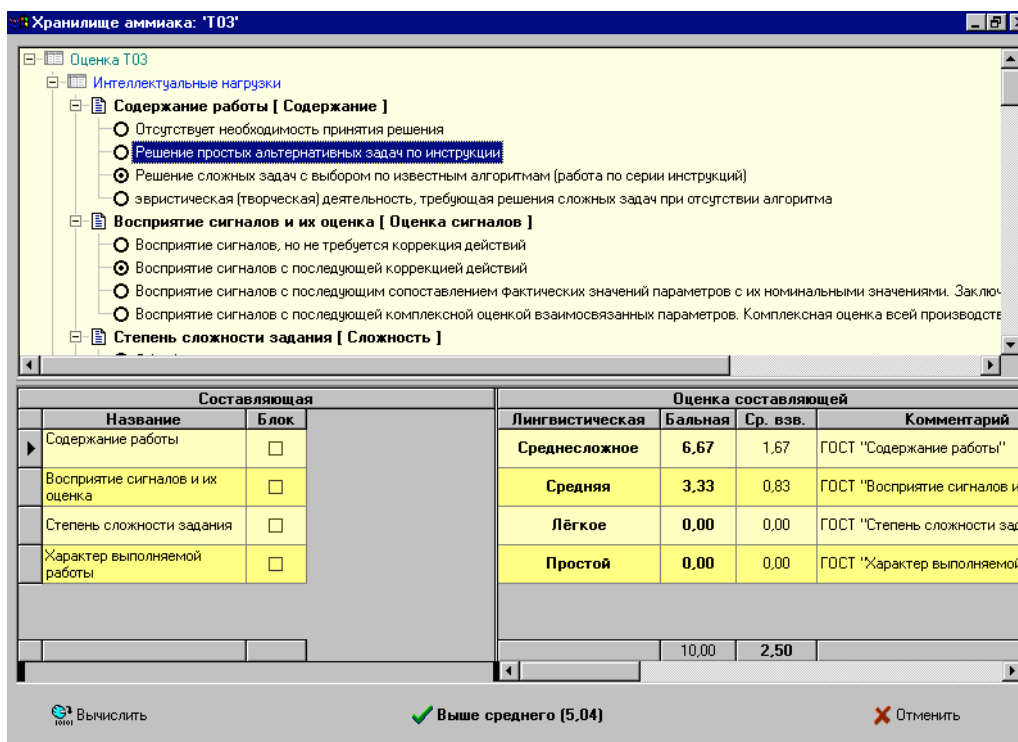 Хранилище аммиака: 'Т03'
Оценка Т03
Интеллектуальные нагрузки
Содержание работы [ Содержание ]
Отсутствует необходимость принятия решения
Решение простых альтернативных задач по инструкции
Решение сложных задач с выбором по известным алгоритмам (работа по серии инструкций)
эвристическая (творческая) деятельность, требующая решения сложных задач при отсутствии алгоритма
Восприятие сигналов и их оценка [ Оценка сигналов ]
Восприятие сигналов, но не требуется коррекция действий
Восприятие сигналов с последующей коррекцией действий
Восприятие сигналов с последующим сопоставлением фактических значений параметров с их номинальными значениями. Заключ
Восприятие сигналов с последующей комплексной оценкой взаимосвязанных параметров. Комплексная оценка всей производств
Степень сложности задания [ Сложность ]
Составляющая Оценка составляющей
Название Блок Лингвистическая Бальная Ср. взв. Комментарий
Содержание работы Среднесложное 6,67 1,67 ГОСТ "Содержание работы"
Восприятие сигналов и их
оценка Средняя 3,33 0,83 ГОСТ "Восприятие сигналов и
Степень сложности задания Лёгкое 0,00 0,00 ГОСТ "Степень сложности зад
Характер выполняемой
работы Простой 0,00 0,00 ГОСТ "Характер выполняемой
10,00 2,50
Вычислить Выше среднего (5,04) Отменить